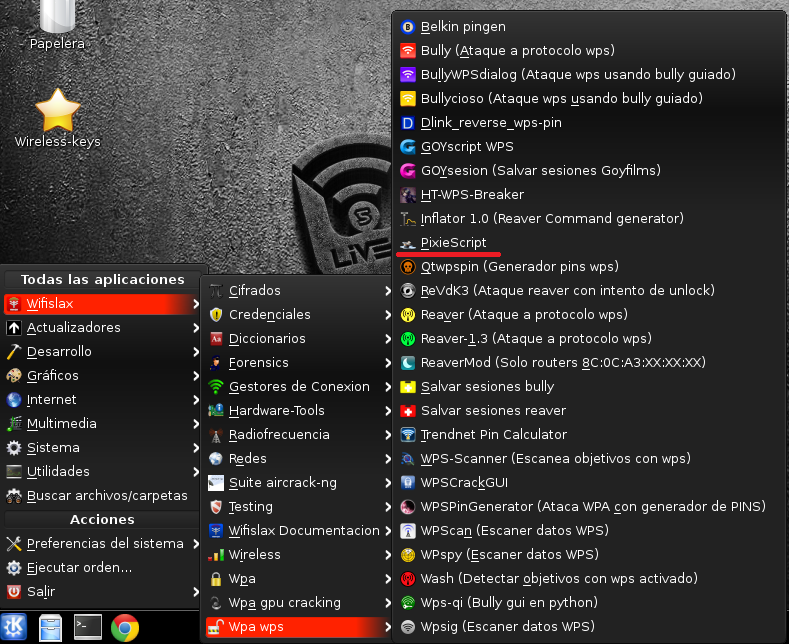 Papelera
Wireless-keys
LIVE
Todas las aplicaciones
Wifislax
Actualizadores
Desarrollo
Gráficos
Internet
Multimedia
Sistema
Utilidades
Buscar archivos/carpetas
Acciones
Preferencias del sistema
Ejecutar orden...
Salir
Cifrados
Credenciales
Diccionarios
Forensics
Gestores de Conexion
Hardware-Tools
Radiofrecuencia
Redes
Suite aircrack-ng
Testing
Wifislax Documentacion
Wireless
Wpa
Wpa gpu cracking
Wpa wps
Belkin pingen
Bully (Ataque a protocolo wps)
BullyWPSdialog (Ataque wps usando bully guiado)
Bullycioso (Ataque wps usando bully guiado)
Dlink_reverse_wps-pin
GOYscript WPS
GOYsesion (Salvar sesiones Goyfilms)
HT-WPS-Breaker
Inflator 1.0 (Reaver Command generator)
PixieScript
Qtwpspin (Generador pins wps)
ReVdK3 (Ataque reaver con intento de unlock)
Reaver (Ataque a protocolo wps)
Reaver-1.3 (Ataque a protocolo wps)
ReaverMod (Solo routers 8C:0C:A3:XX:XX:XX)
Salvar sesiones bully
Salvar sesiones reaver
Trendnet Pin Calculator
WPS-Scanner (Escanea objetivos con wps)
WPSCrackGUI
WPSPinGenerator (Ataca WPA con generador de PINS)
WPScan (Escaner datos WPS)
WPspy (Escaner datos WPS)
Wash (Detectar objetivos con wps activado)
Wps-qi (Bully gui en python)
Wpsig (Escaner datos WPS)